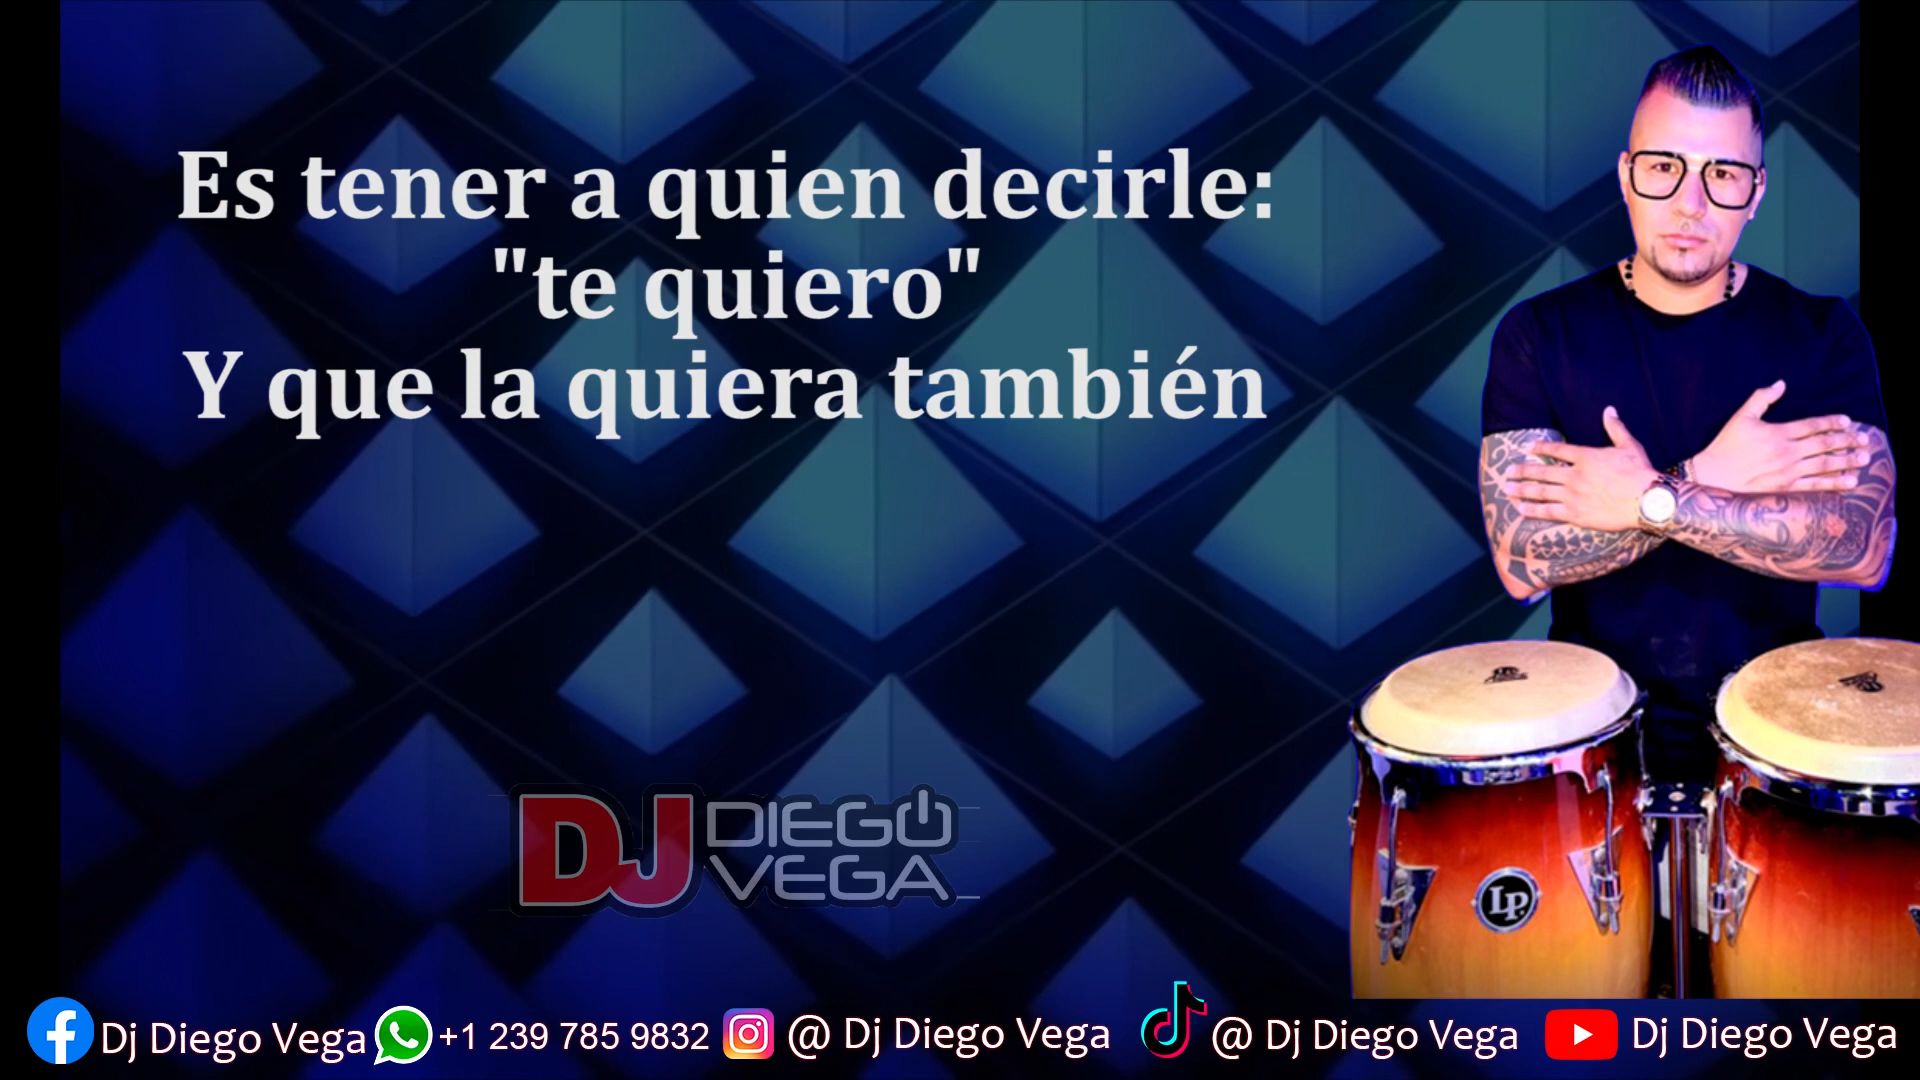 Es tener a quien decirle:
"te quiero"
Y que la quiera también
DJ DIEGO
VEGA
LP
Dj Diego Vega +1 239 785 9832 @ Dj Diego Vega @ Dj Diego Vega Dj Diego Vega